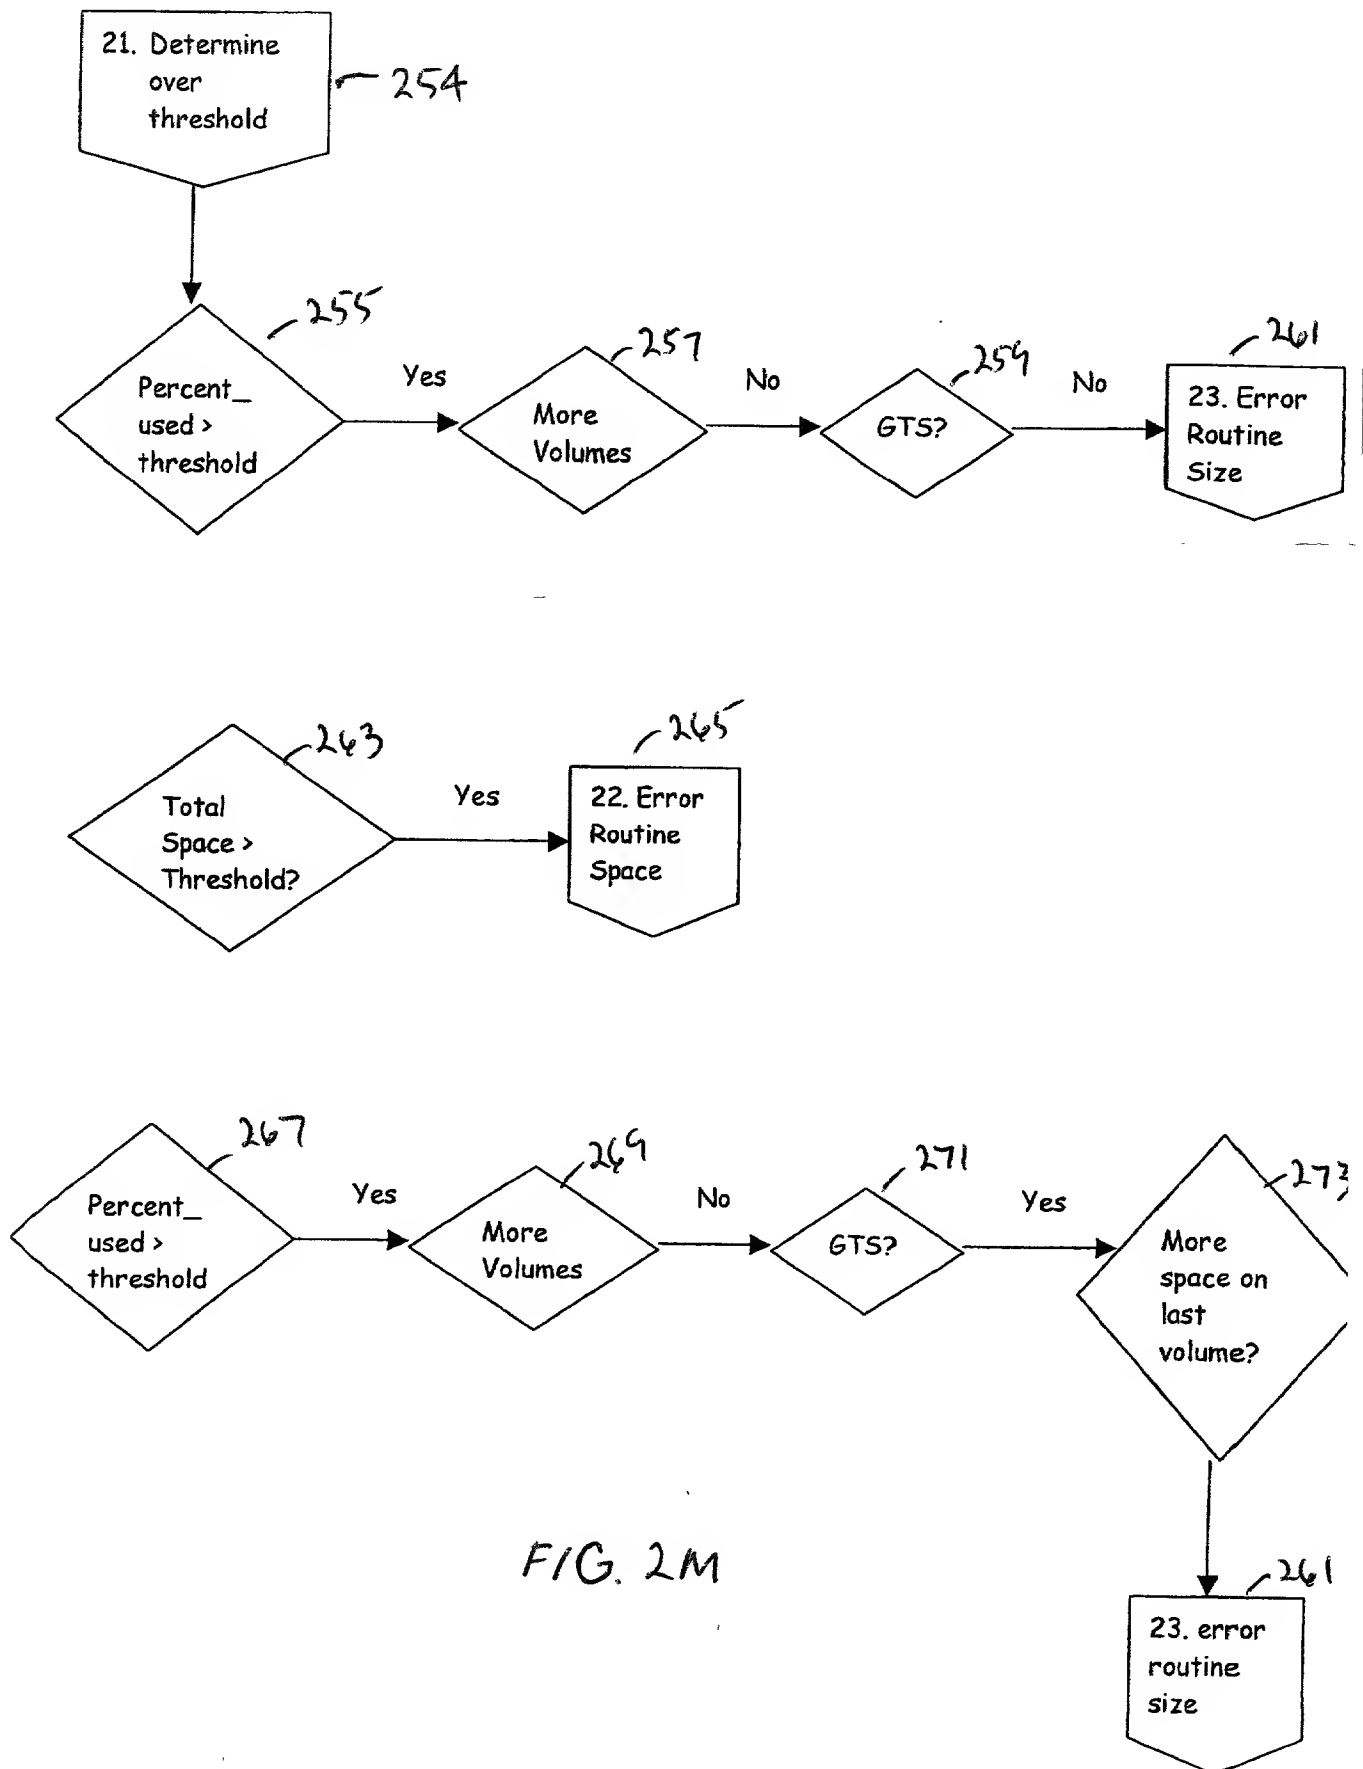 21. Determine
over
threshold
254
255
Percent_
used >
threshold
Yes
257
More
Volumes
No
259
GTS?
No
261
23. Error
Routine
Size
263
Total
Space >
Threshold?
Yes
265
22. Error
Routine
Space
267
Percent_
used >
threshold
Yes
269
More
Volumes
No
271
GTS?
Yes
273
More
space on
last
volume?
261
23. error
routine
size
FIG. 2M